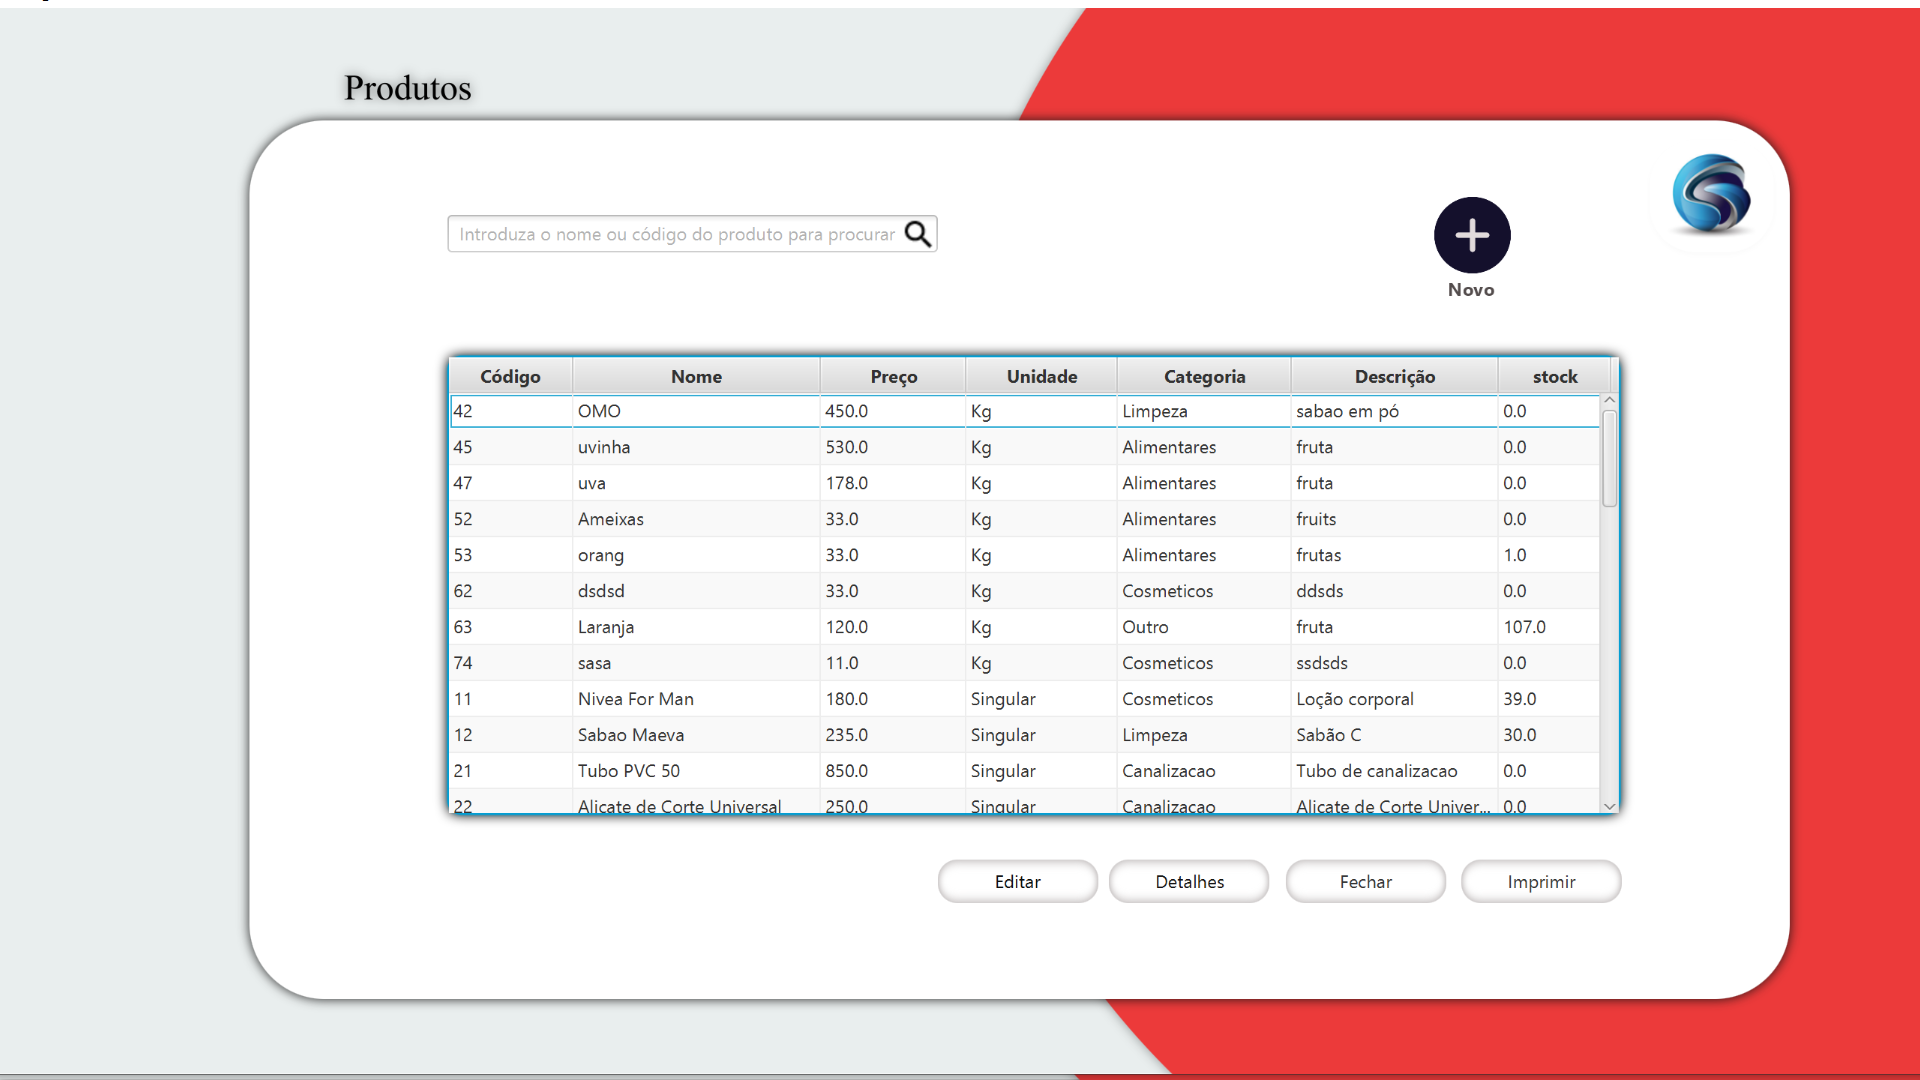 Produtos
Introduza o nome ou código do produto para procurar
Novo
Código Nome Preço Unidade Categoria Descrição stock
42 OMO 450.0 Kg Limpeza sabao em pó 0.0
45 uvinha 530.0 Kg Alimentares fruta 0.0
47 uva 178.0 Kg Alimentares fruta 0.0
52 Ameixas 33.0 Kg Alimentares fruits 0.0
53 orang 33.0 Kg Alimentares frutas 1.0
62 dsdsd 33.0 Kg Cosmeticos ddsds 0.0
63 Laranja 120.0 Kg Outro fruta 107.0
74 sasa 11.0 Kg Cosmeticos ssdsds 0.0
11 Nivea For Man 180.0 Singular Cosmeticos Loção corporal 39.0
12 Sabao Maeva 235.0 Singular Limpeza Sabão C 30.0
21 Tubo PVC 50 850.0 Singular Canalizacao Tubo de canalizacao 0.0
22 Alicate de Corte Universal 250.0 Singular Canalizacao Alicate de Corte Univer... 0.0
Editar Detalhes Fechar Imprimir